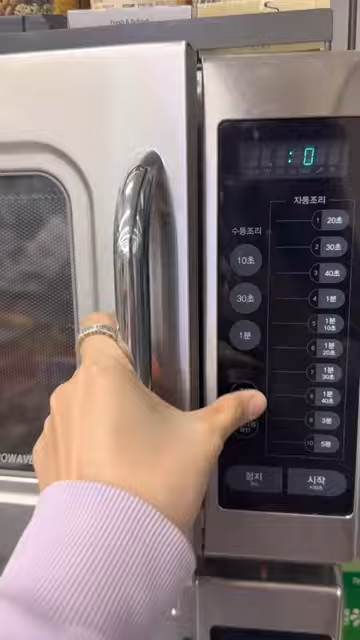 Fresh & Delight
:0
자동조리
수동조리
1 20초
2 30초
10초
3 40초
30초
4 1분
5 1분 10초
1분
6 1분 20초
7 1분 30초
8 1분 40초
9 3분
10 5분
정지
시작